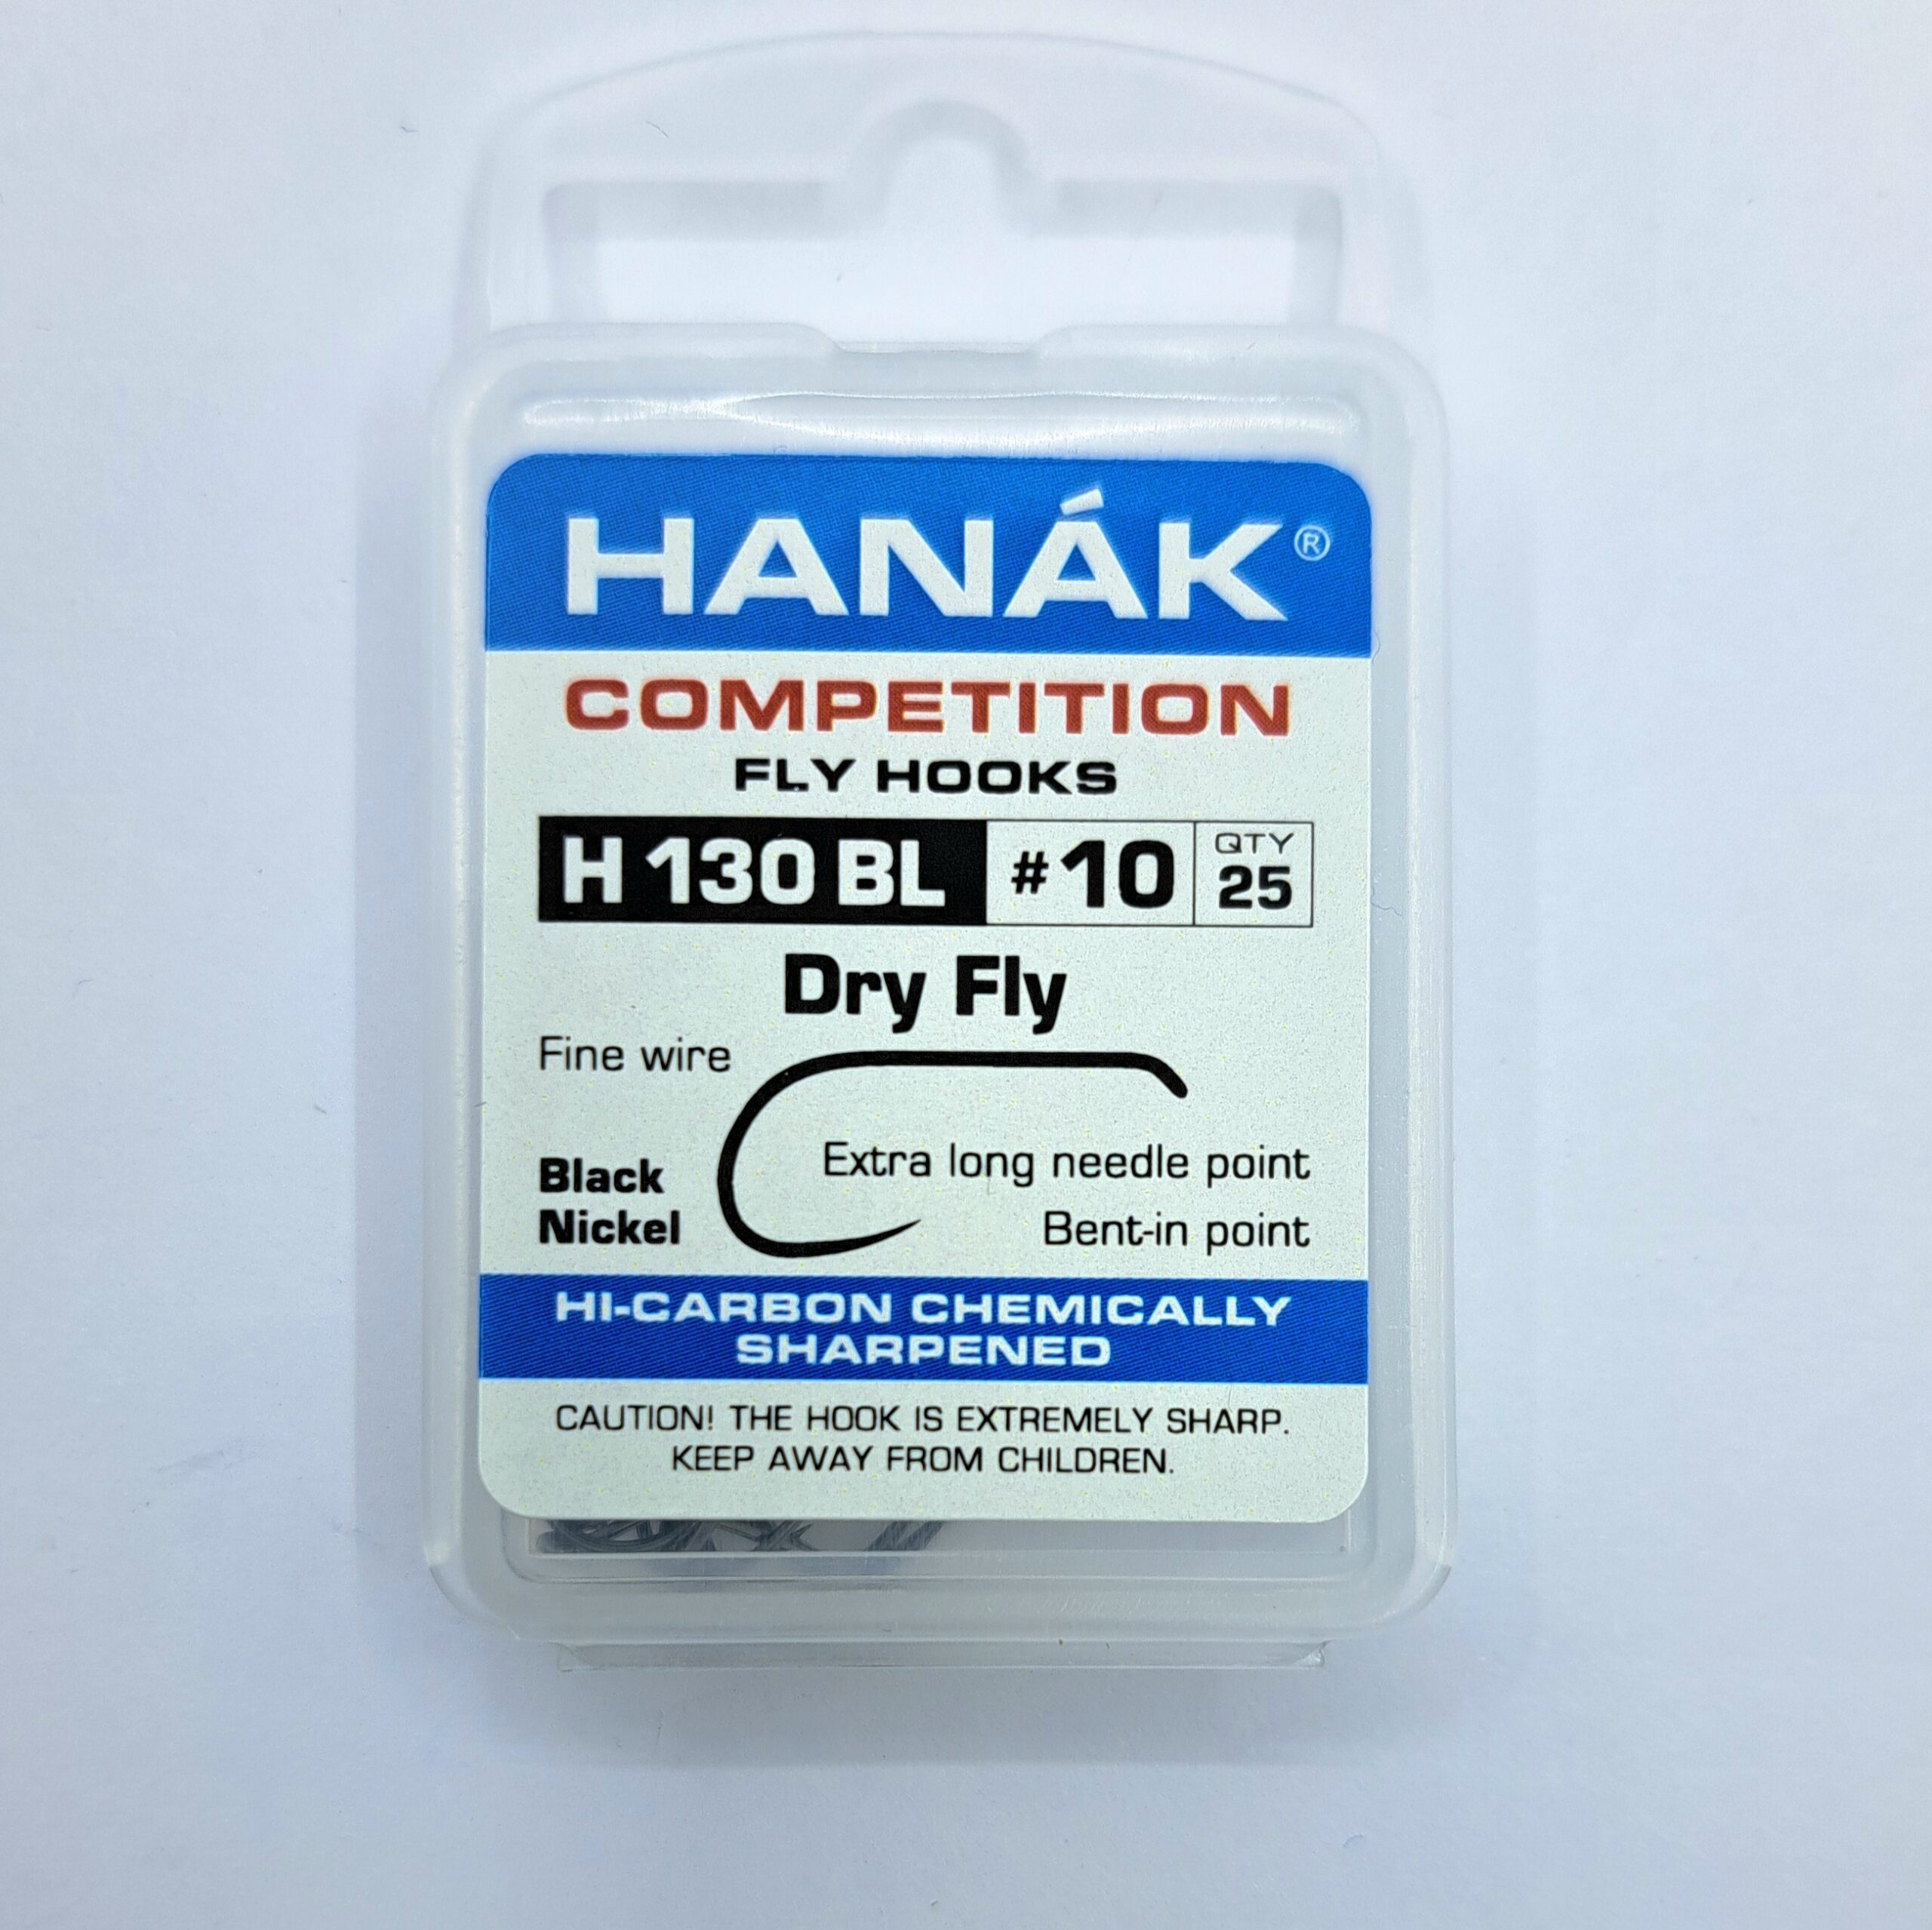 HANÁK®
COMPETITION
FLY HOOKS
H 130 BL #10 QTY 25
Dry Fly
Fine wire
Extra long needle point
Black
Nickel
Bent-in point
HI-CARBON CHEMICALLY
SHARPENED
CAUTION! THE HOOK IS EXTREMELY SHARP.
KEEP AWAY FROM CHILDREN.